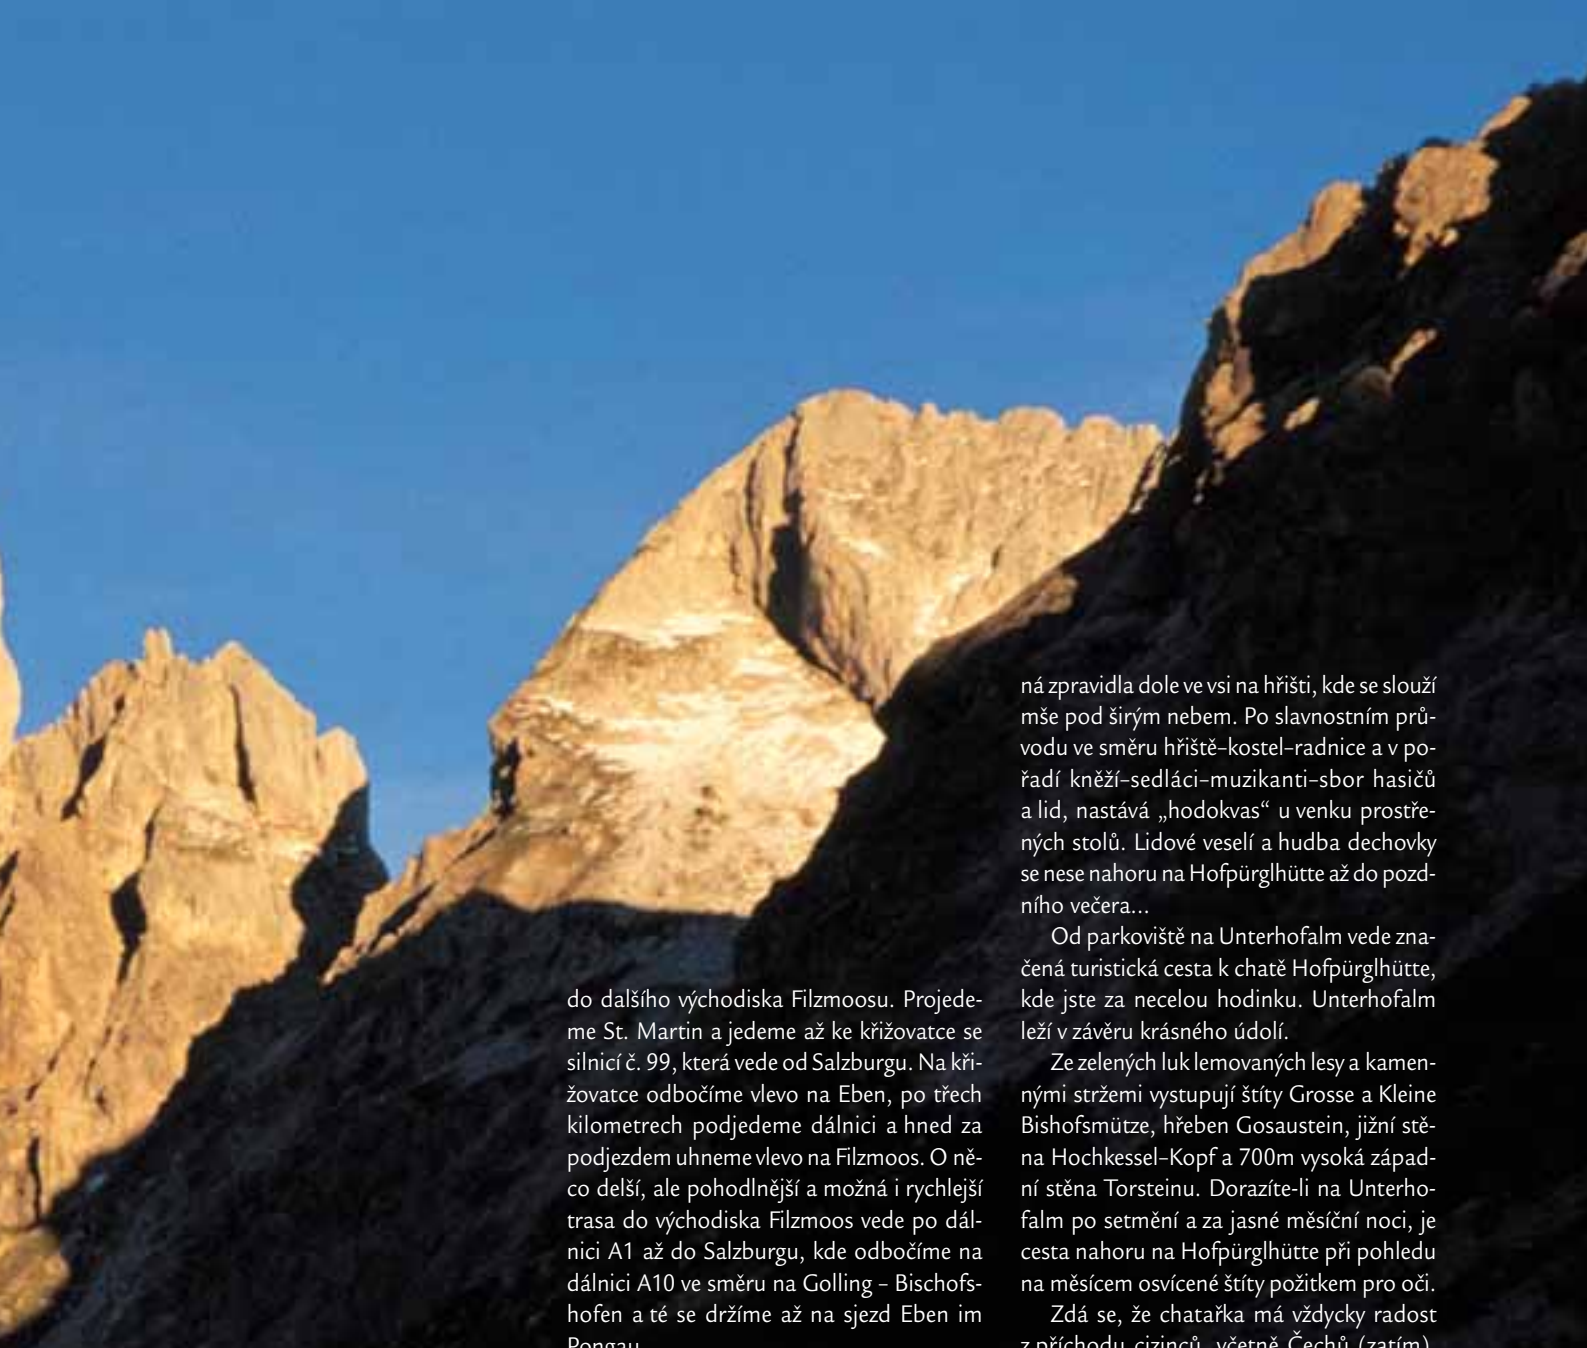 do dalšího východiska Filzmoosu. Projede-
me St. Martin a jedeme až ke křižovatce se
silnicí č. 99, která vede od Salzburgu. Na kři-
žovatce odbočíme vlevo na Eben, po třech
kilometrech podjedeme dálnici a hned za
podjezdem uhneme vlevo na Filzmoos. O ně-
co delší, ale pohodlnější a možná i rychlejší
trasa do východiska Filzmoos vede po dál-
nici A1 až do Salzburgu, kde odbočíme na
dálnici A10 ve směru na Golling – Bischofs-
hofen a té se držíme až na sjezd Eben im
Pongau.
ná zpravidla dole ve vsi na hřišti, kde se slouží
mše pod širým nebem. Po slavnostním prů-
vodu ve směru hřiště–kostel–radnice a v po-
řadí kněží–sedláci–muzikanti–sbor hasičů
a lid, nastává „hodokvas“ u venku prostře-
ných stolů. Lidové veselí a hudba dechovky
se nese nahoru na Hofpürglhütte až do pozd-
ního večera...
Od parkoviště na Unterhofalm vede zna-
čená turistická cesta k chatě Hofpürglhütte,
kde jste za necelou hodinku. Unterhofalm
leží v závěru krásného údolí.
Ze zelených luk lemovaných lesy a kamen-
nými stržemi vystupují štíty Grosse a Kleine
Bishofsmütze, hřeben Gosaustein, jižní stě-
na Hochkessel–Kopf a 700m vysoká západ-
ní stěna Torsteinu. Dorazíte-li na Unterho-
falm po setmění a za jasné měsíční noci, je
cesta nahoru na Hofpürglhütte při pohledu
na měsícem osvícené štíty požitkem pro oči.
Zdá se, že chatařka má vždycky radost
z příchodu cizinců, včetně Čechů (zatím).